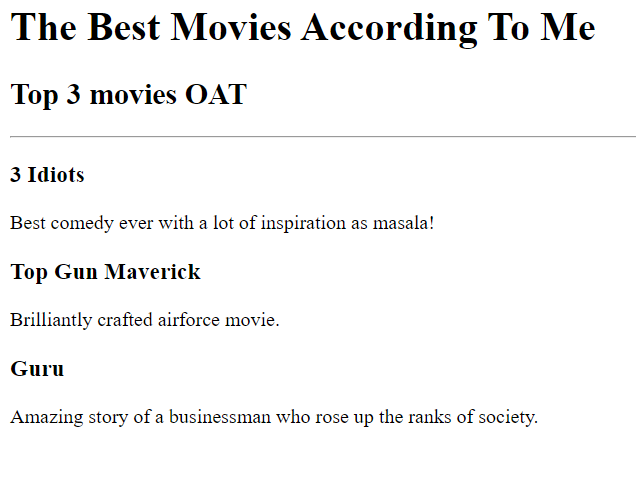 The Best Movies According To Me
Top 3 movies OAT
3 Idiots
Best comedy ever with a lot of inspiration as masala!
Top Gun Maverick
Brilliantly crafted airforce movie.
Guru
Amazing story of a businessman who rose up the ranks of society.